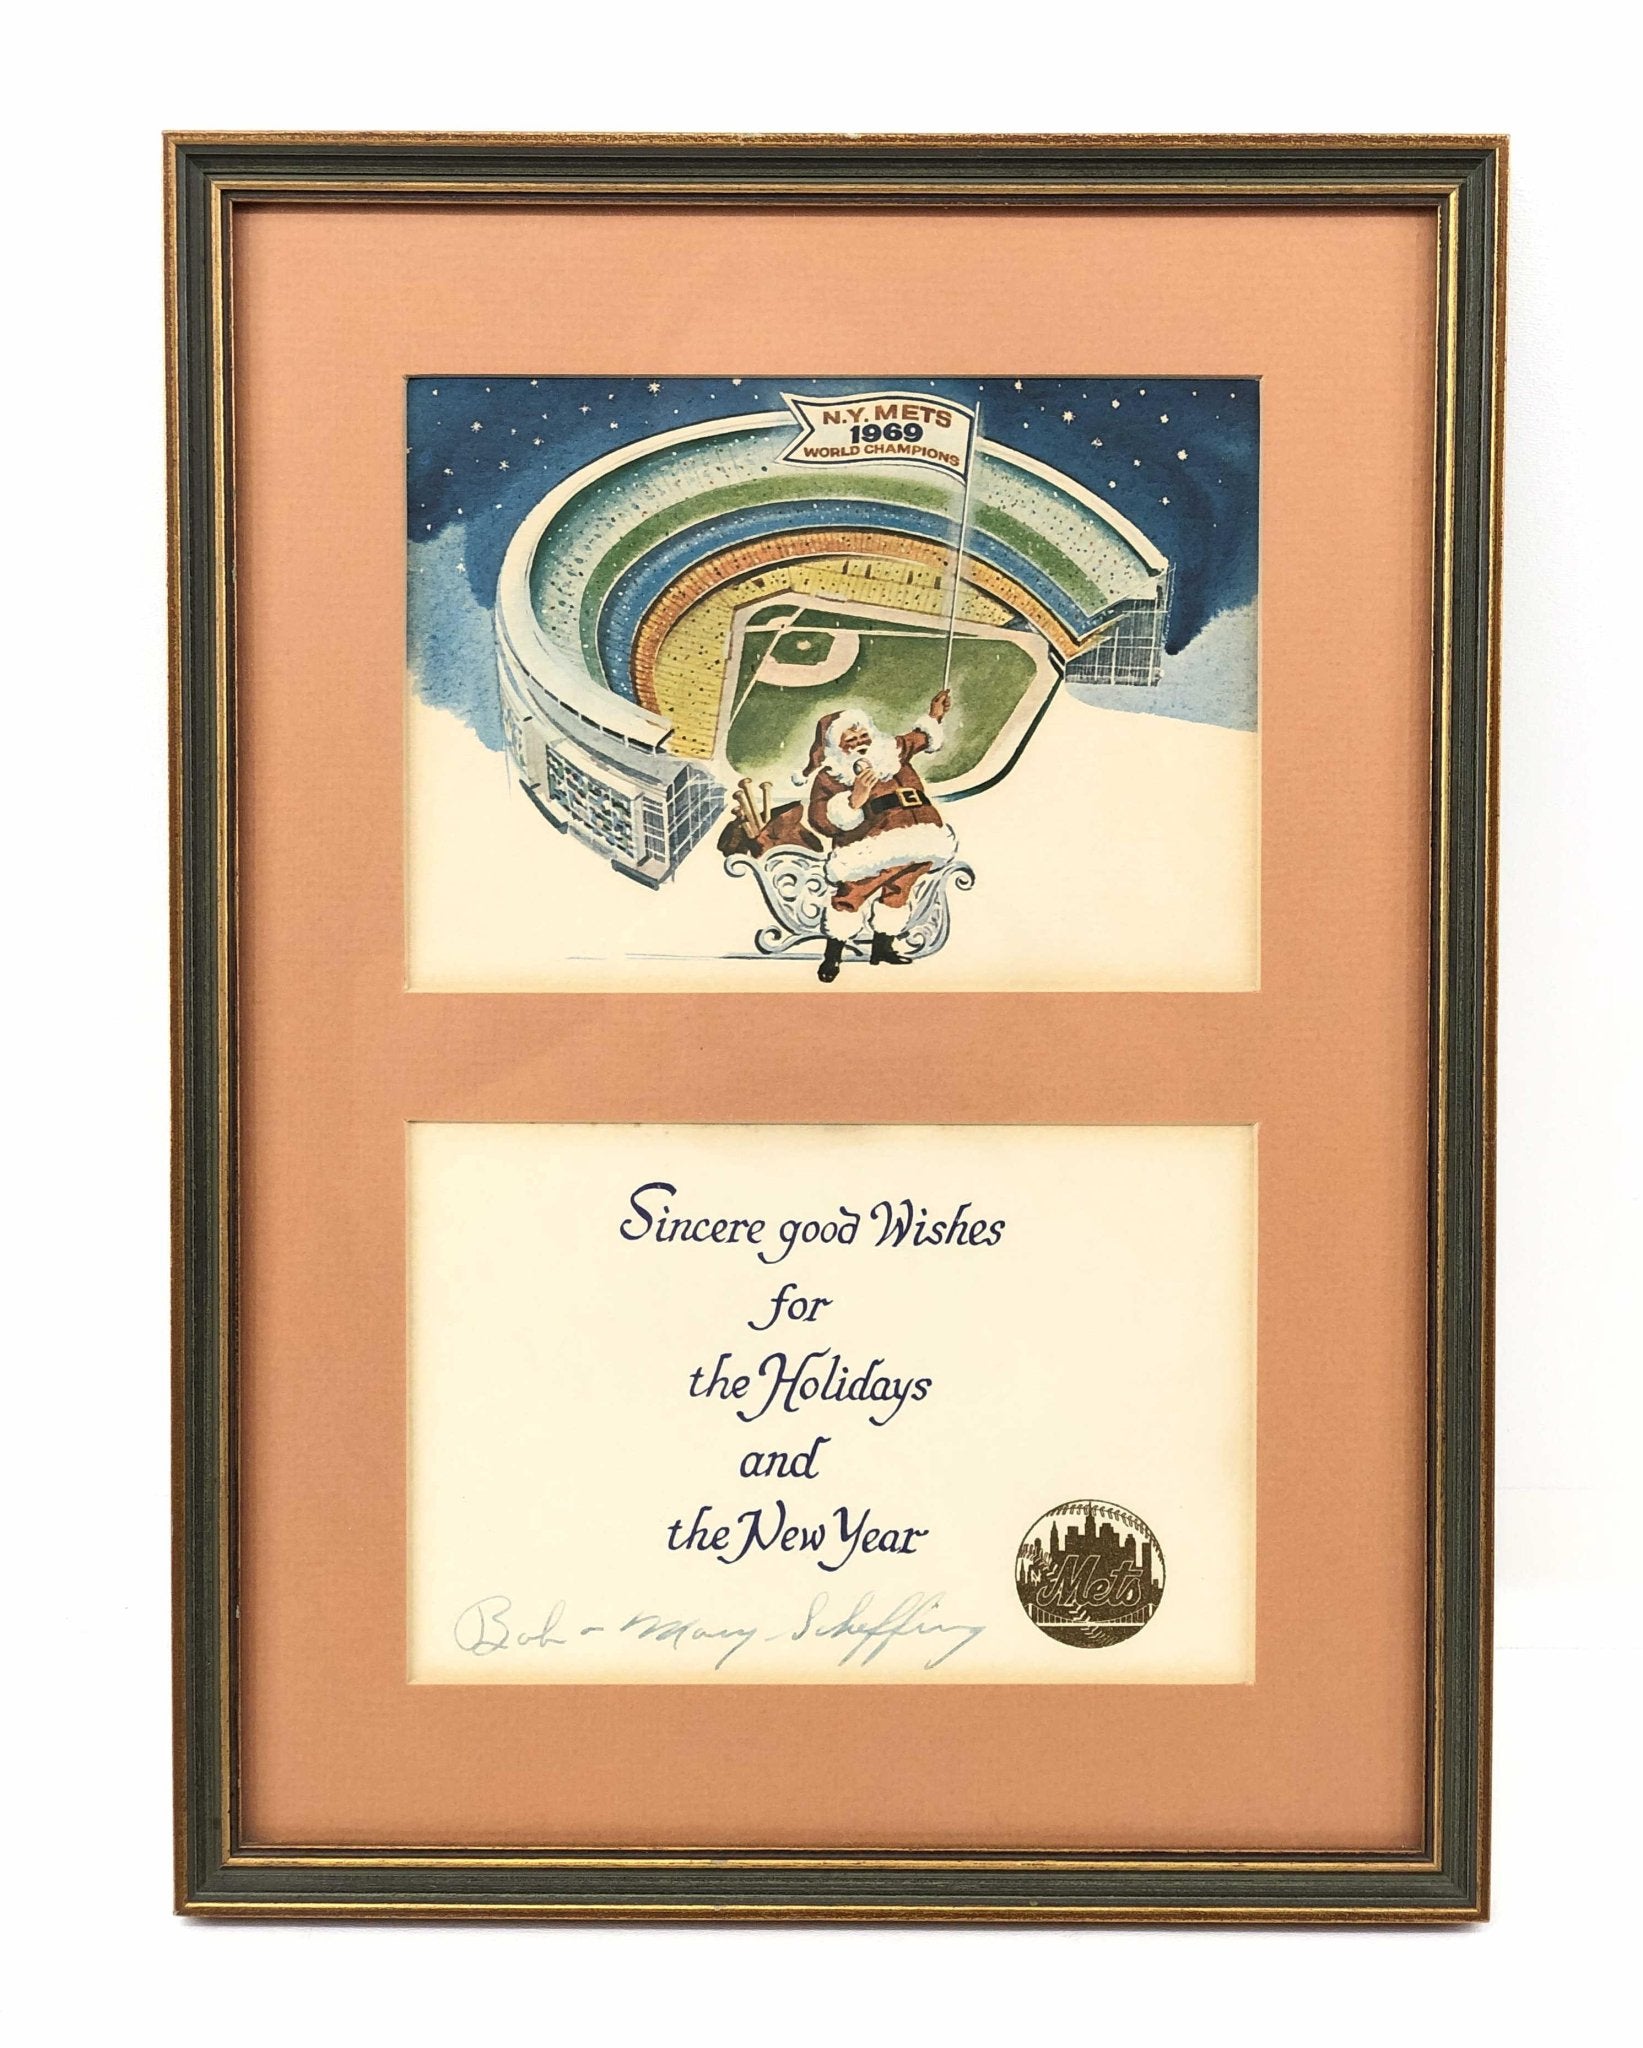 N.Y. METS
1969
WORLD CHAMPIONS
Sincere good Wishes
for
the Holidays
and
the New Year
Mets
Bob - Mary Scheffing